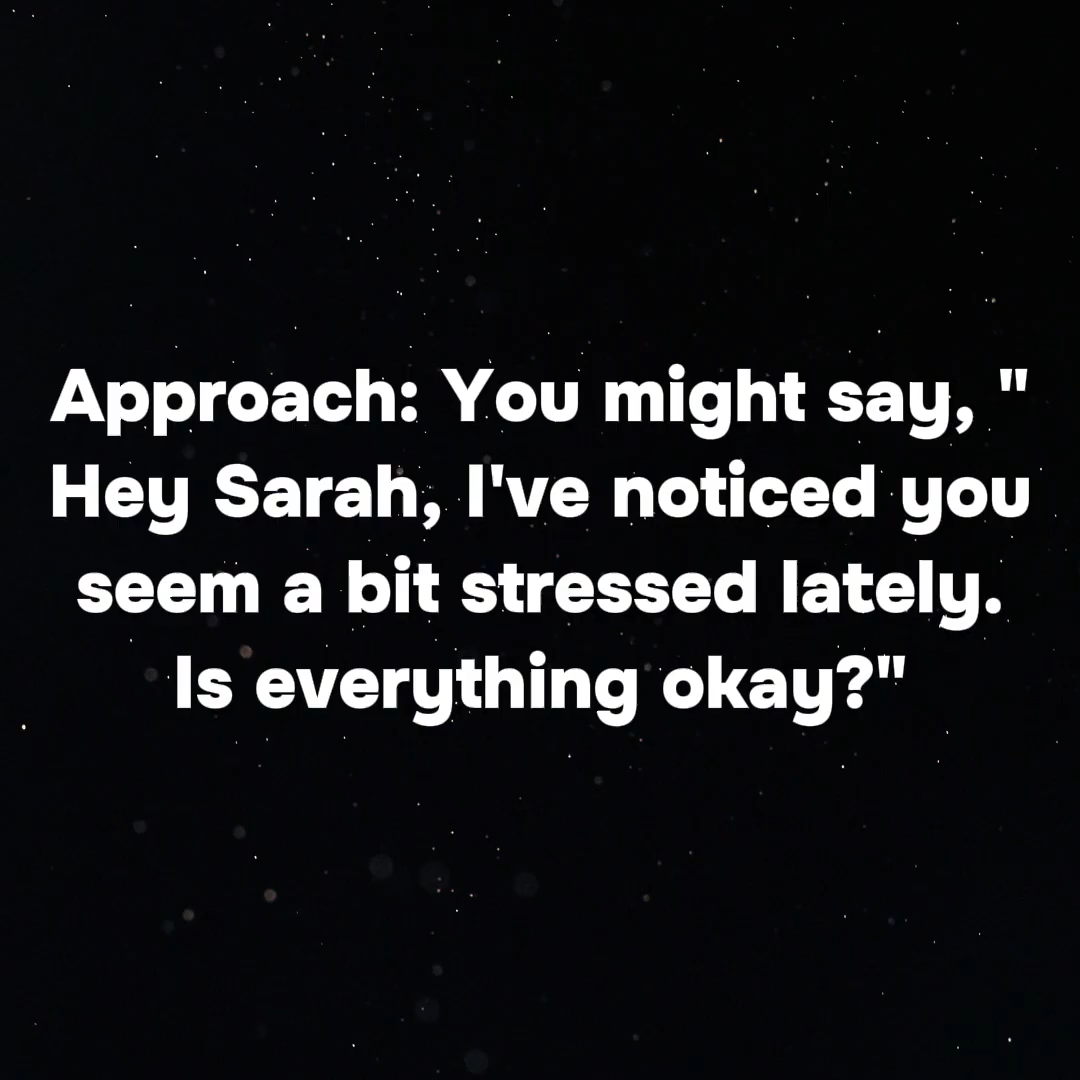 Approach: You might say, "
Hey Sarah, I've noticed you
seem a bit stressed lately.
Is everything okay?"